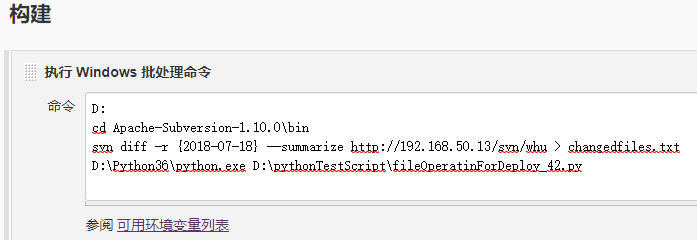 构建
执行 Windows 批处理命令
命令
D:
cd Apache-Subversion-1.10.0\bin
svn diff -r {2018-07-18} --summarize http://192.168.50.13/svn/whu > changedfiles.txt
D:\Python36\python.exe D:\pythonTestScript\fileOperatinForDeploy_42.py
参阅 可用环境变量列表